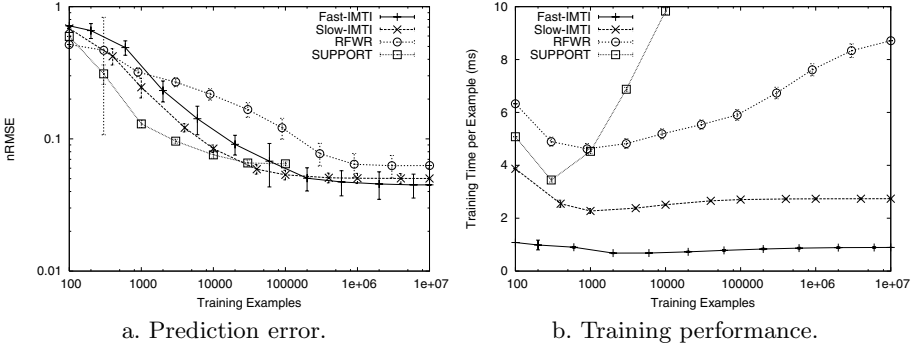 1
0.1
0.01
nRMSE
100
1000
10000
100000
1e+06
1e+07
Training Examples
Fast-IMTI
Slow-IMTI
RFWR
SUPPORT
a. Prediction error.
10
8
6
4
2
0
Training Time per Example (ms)
100
1000
10000
100000
1e+06
1e+07
Training Examples
Fast-IMTI
Slow-IMTI
RFWR
SUPPORT
b. Training performance.